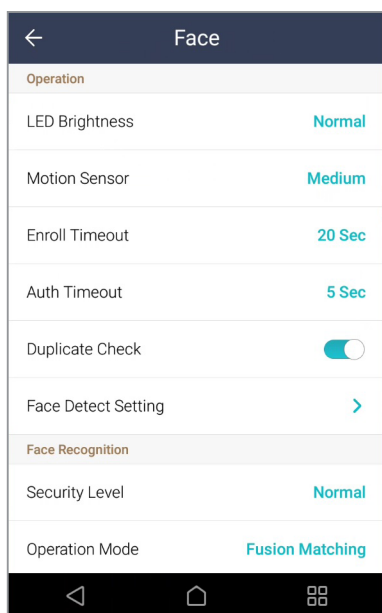 Face
Operation
LED Brightness Normal
Motion Sensor Medium
Enroll Timeout 20 Sec
Auth Timeout 5 Sec
Duplicate Check
Face Detect Setting
Face Recognition
Security Level Normal
Operation Mode Fusion Matching